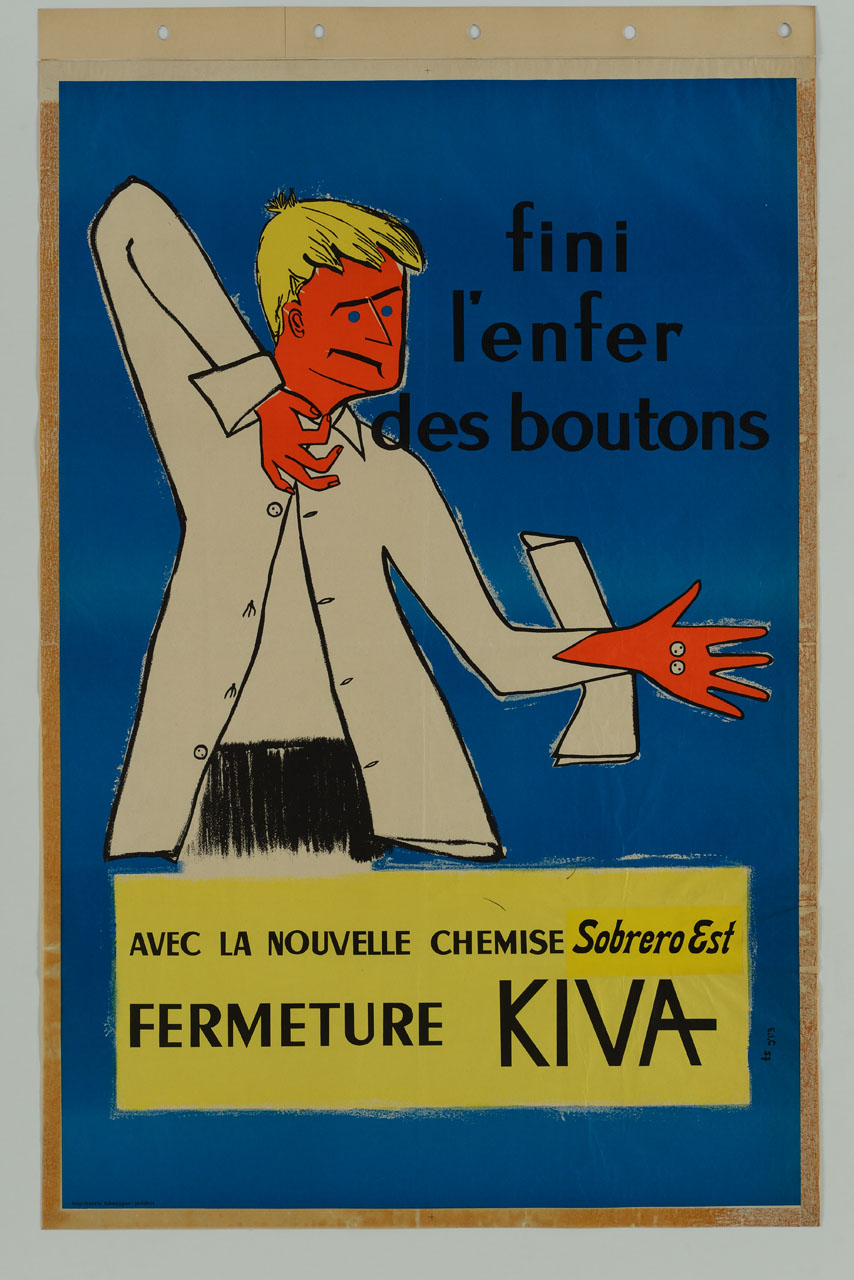 fini
l'enfer
des boutons
AVEC LA NOUVELLE CHEMISE Sobrero Est
FERMETURE KIVA